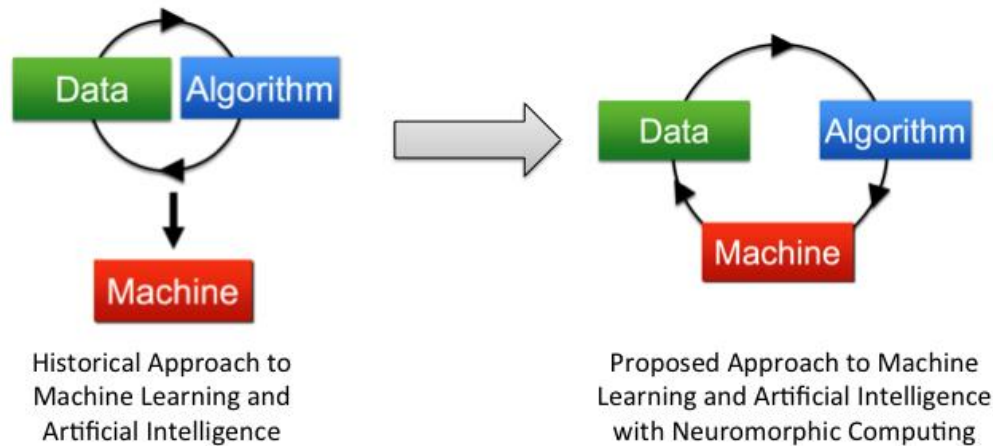 Data
Algorithm
Machine
Historical Approach to
Machine Learning and
Artificial Intelligence
Data
Algorithm
Machine
Proposed Approach to Machine
Learning and Artificial Intelligence
with Neuromorphic Computing